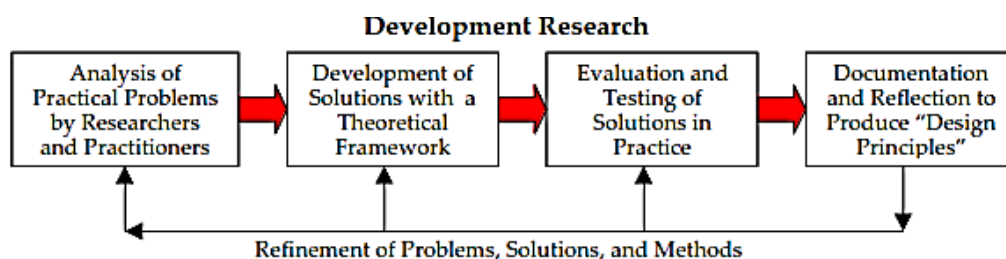 Development Research
Analysis of
Practical Problems
by Researchers
and Practitioners
Development of
Solutions with a
Theoretical
Framework
Evaluation and
Testing of
Solutions in
Practice
Documentation
and Reflection to
Produce “Design
Principles”
Refinement of Problems, Solutions, and Methods